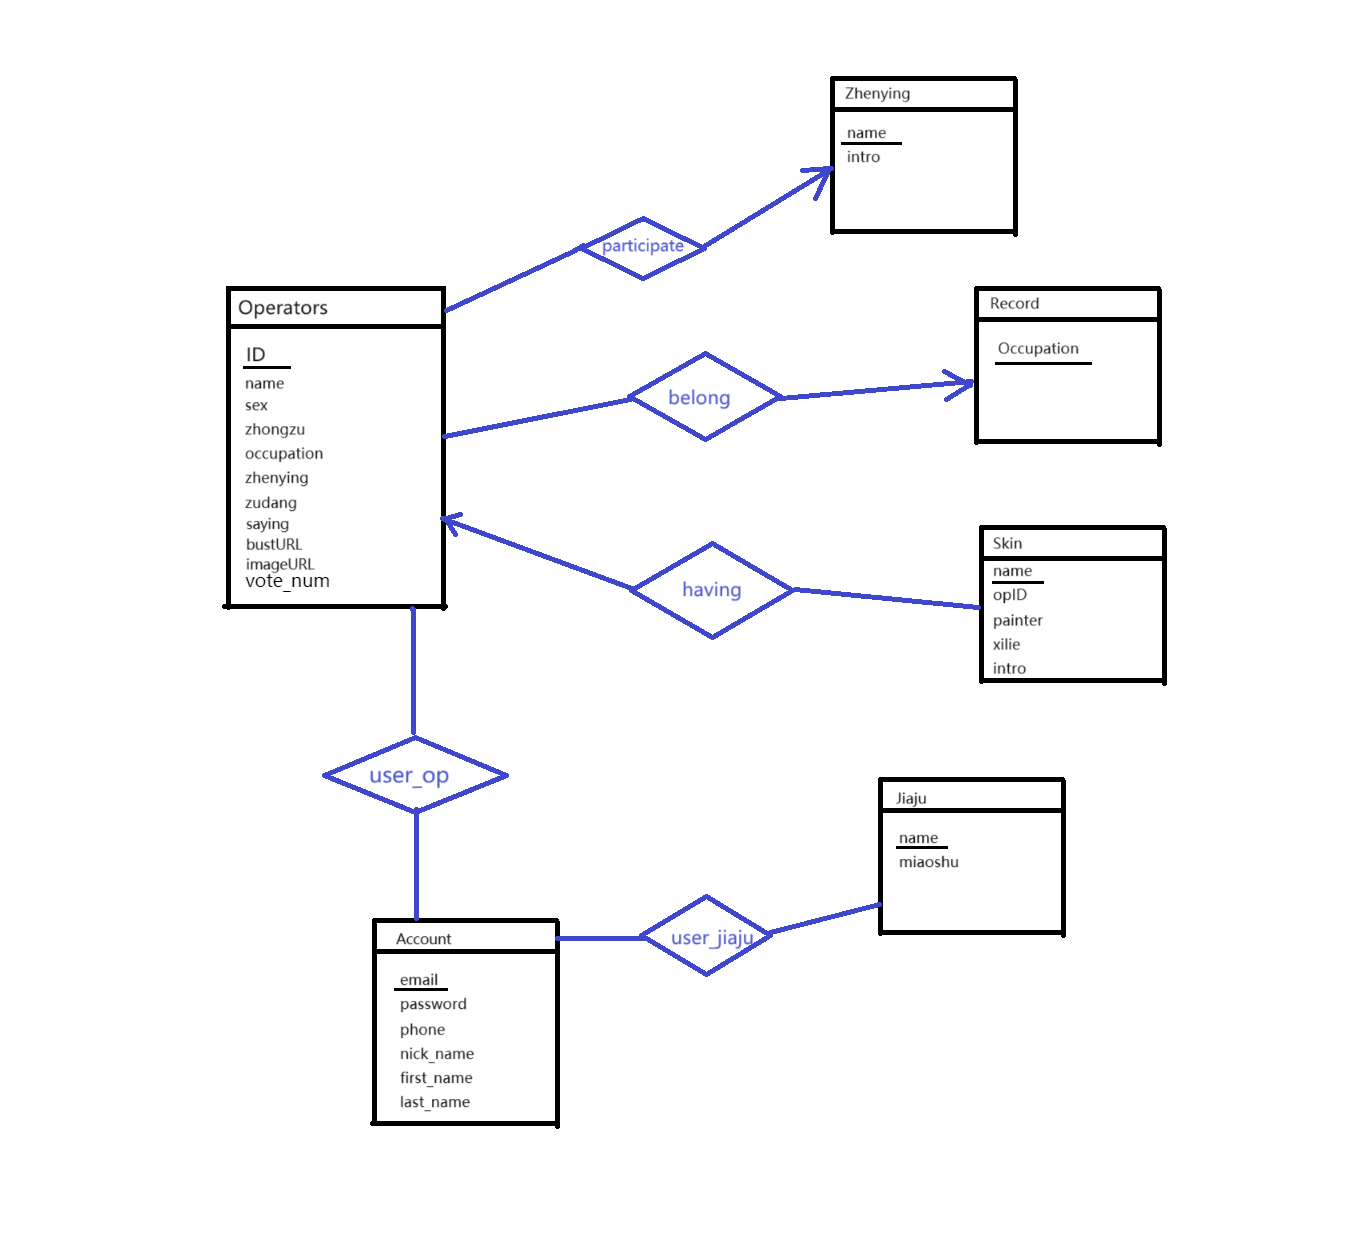 Zhenying
name
intro
participate
Operators
ID
name
sex
zhongzu
occupation
zhenying
zudang
saying
bustURL
imageURL
vote_num
Record
Occupation
belong
Skin
name
opID
painter
xilie
intro
having
user_op
Jiaju
name
miaoshu
user_jiaju
Account
email
password
phone
nick_name
first_name
last_name